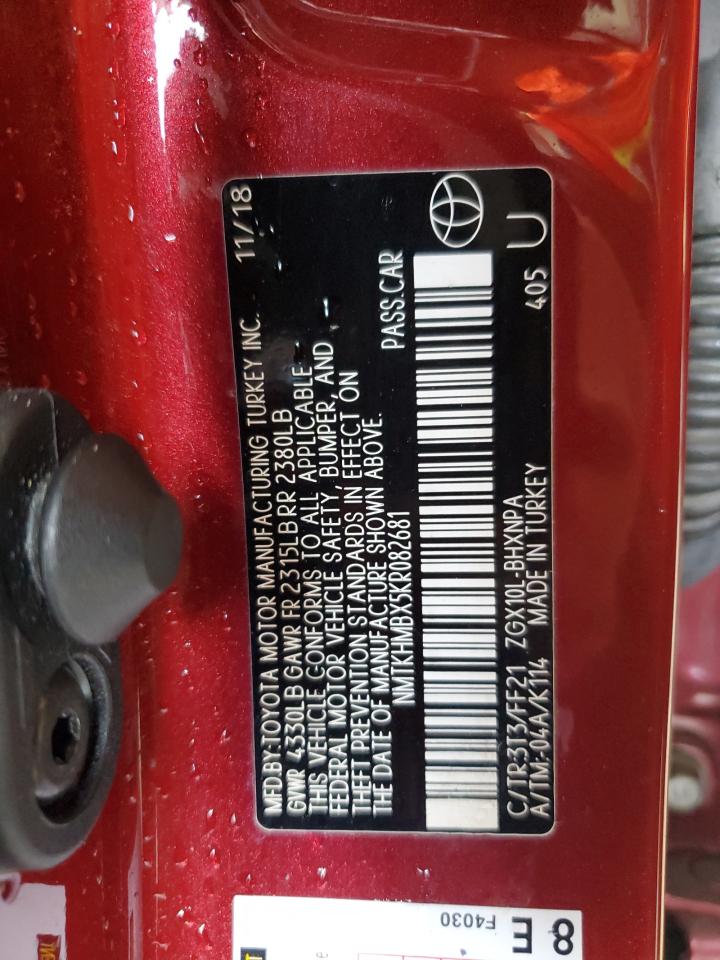 MFD.BY:TOYOTA MOTOR MANUFACTURING TURKEY INC. 11/18
GWR 4330LB GAWR FR 2315LB RR 2380LB
THIS VEHICLE CONFORMS TO ALL APPLICABLE
FEDERAL MOTOR VEHICLE SAFETY, BUMPER, AND
THEFT PREVENTION STANDARDS IN EFFECT ON
THE DATE OF MANUFACTURE SHOWN ABOVE.
NMTKHMBX5KR082681 PASS.CAR
C/TR:3T3/FF21 ZGX10L-BHXNPA
A/TM:-04A/K114 MADE IN TURKEY 405 U
F4030
8E